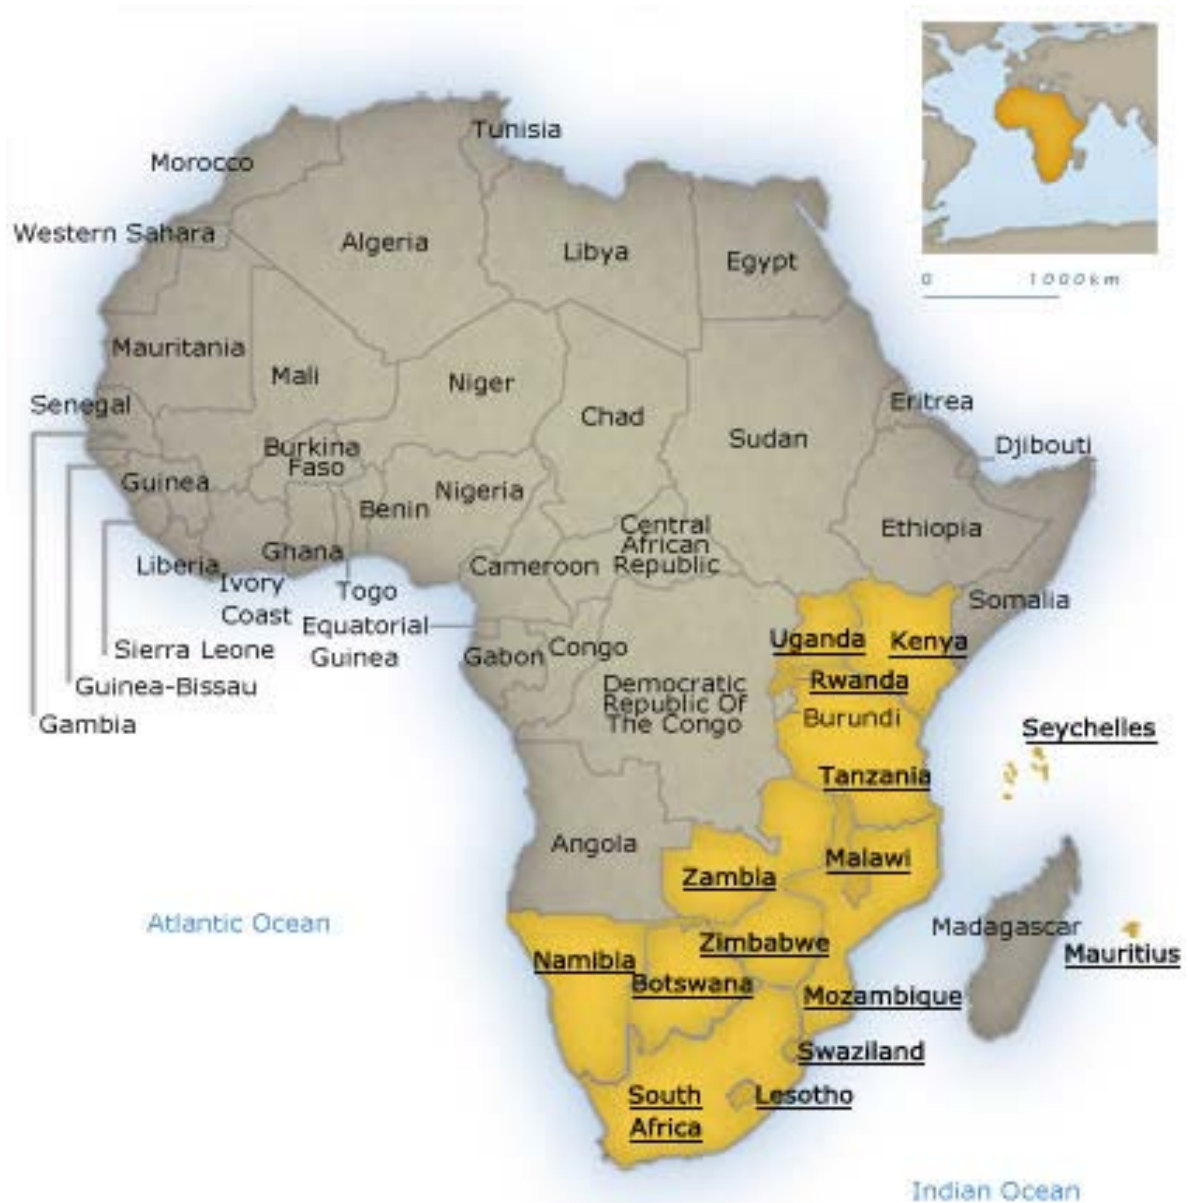 Tunisia
Morocco
0 1000km
Western Sahara
Algeria
Libya
Egypt
Mauritania
Mali
Niger
Senegal
Chad
Eritrea
Sudan
Djibouti
Burkina
Faso
Guinea
Nigeria
Benin
Central
African
Republic
Ethiopia
Ghana
Liberia
Cameroon
Ivory
Coast
Togo
Somalia
Equatorial
Guinea
Uganda
Kenya
Sierra Leone
Gabon
Congo
Guinea-Bissau
Democratic
Republic Of
The Congo
Rwanda
Gambia
Burundi
Seychelles
Tanzania
Angola
Malawi
Zambia
Atlantic Ocean
Madagascar
Zimbabwe
Mauritius
Namibia
Botswana
Mozambique
Swaziland
South
Africa
Lesotho
Indian Ocean